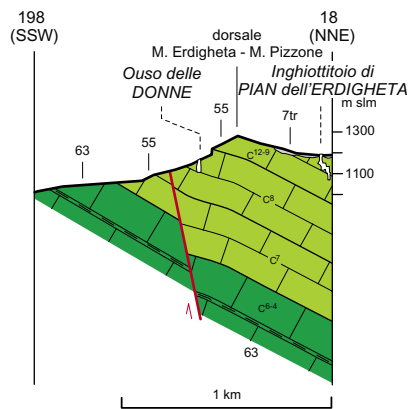 198
(SSW)
18
(NNE)
dorsale
M. Erdigheta - M. Pizzone
Ouso delle
DONNE
Inghiottitoio di
PIAN dell'ERDIGHETA
m slm
55
7tr
1300
1100
63
55
C12-9
C8
C7
C6-4
63
1 km